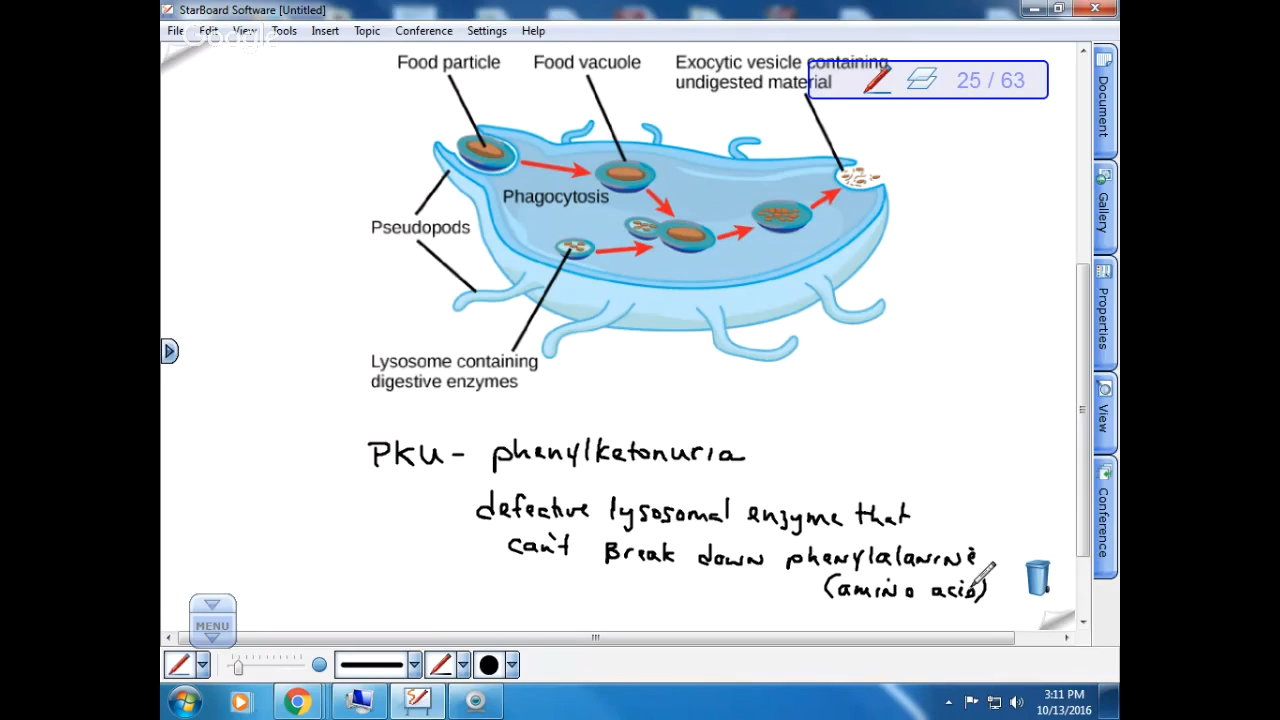 StarBoard Software [Untitled]
File Edit View Tools Insert Topic Conference Settings Help
Google
Food particle
Food vacuole
Exocytic vesicle containing
undigested material
25 / 63
Phagocytosis
Pseudopods
Lysosome containing
digestive enzymes
PKU - phenylketonuria
defective lysosomal enzyme that
can't Break down phenylalanine
(amino acid)
Document
Gallery
Properties
View
Conference
MENU
3:11 PM
10/13/2016